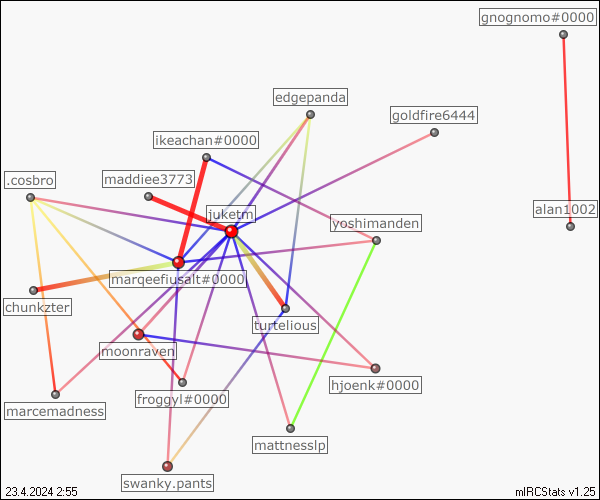 gnognomo#0000
edgepanda
goldfire6444
ikeachan#0000
maddiee3773
.cosbro
juketm
alan1002
yoshimanden
marqeefiusalt#0000
chunkzter
turtelious
moonraven
hjoenk#0000
froggyl#0000
marcemadness
mattnesslp
swanky.pants
23.4.2024 2:55
mIRCStats v1.25